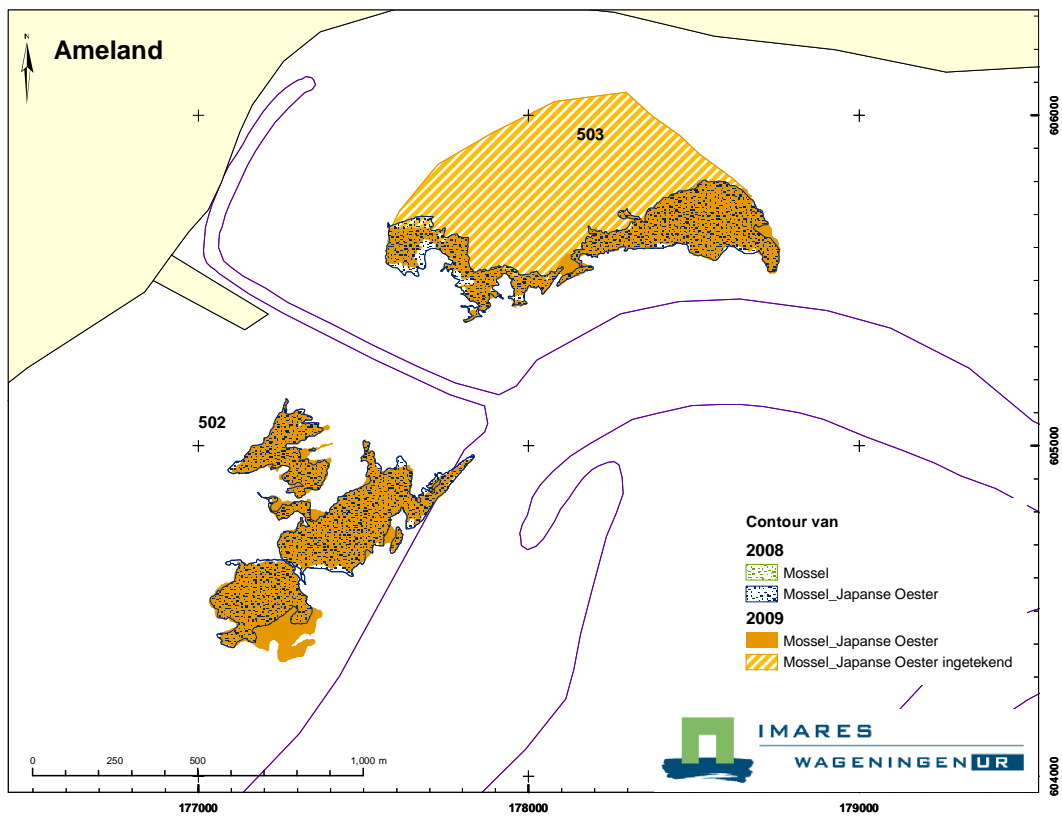 N
Ameland
503
606000
502
605000
Contour van
2008
Mossel
Mossel_Japanse Oester
2009
Mossel_Japanse Oester
Mossel_Japanse Oester ingetekend
IMARES
WAGENINGEN UR
0 250 500 1,000 m
604000
177000 178000 179000